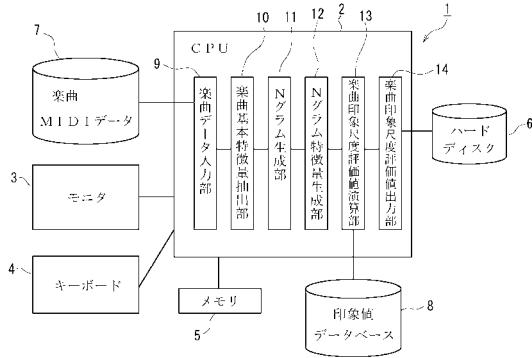 7
10
11
12
2
13
1
CPU
9
14
楽曲
MIDIデータ
楽曲データ入力部
楽曲基本特徴量抽出部
Nグラム生成部
Nグラム特徴量生成部
楽曲印象尺度評価値演算部
楽曲印象尺度評価値出力部
ハード
ディスク
6
3
モニタ
4
キーボード
メモリ
5
印象値
データベース
8